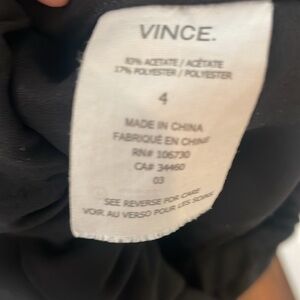 VINCE.
83% ACETATE / ACÉTATE
17% POLYESTER / POLYESTER
4
MADE IN CHINA
FABRIQUÉ EN CHINE
RN# 106730
CA# 34460
03
SEE REVERSE FOR CARE
VOIR AU VERSO POUR LES SOINS